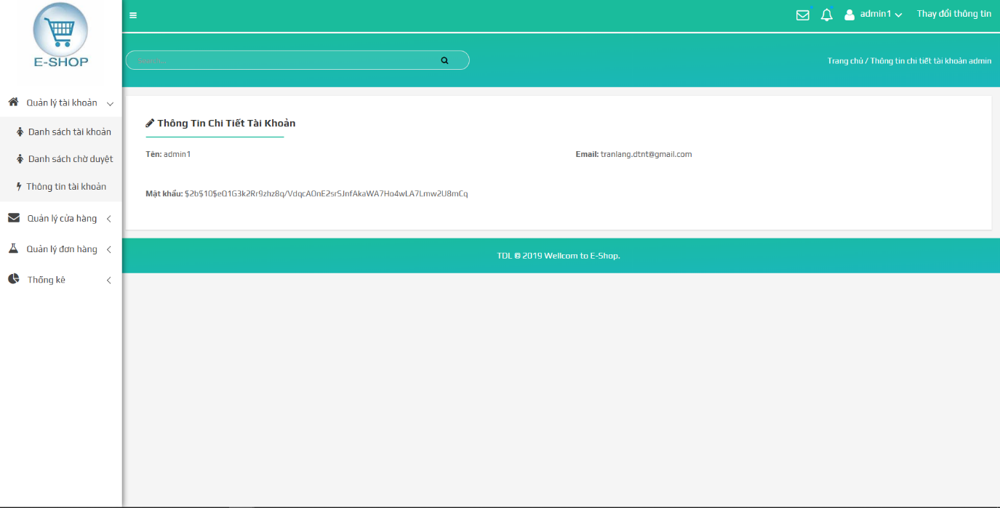 E-SHOP
admin1
Thay đổi thông tin
Trang chủ / Thông tin chi tiết tài khoản admin
Quản lý tài khoản
Danh sách tài khoản
Danh sách chờ duyệt
Thông tin tài khoản
Quản lý cửa hàng
Quản lý đơn hàng
Thống kê
Thông Tin Chi Tiết Tài Khoản
Tên: admin1
Email: tranlang.dtnt@gmail.com
Mật khẩu: $2b$10$eQ1G3k2Rr9zhz8q/VdqcAOnE2srSJnfAkaWA7Ho4wLA7Lmw2U8mCq
TDL © 2019 Wellcom to E-Shop.